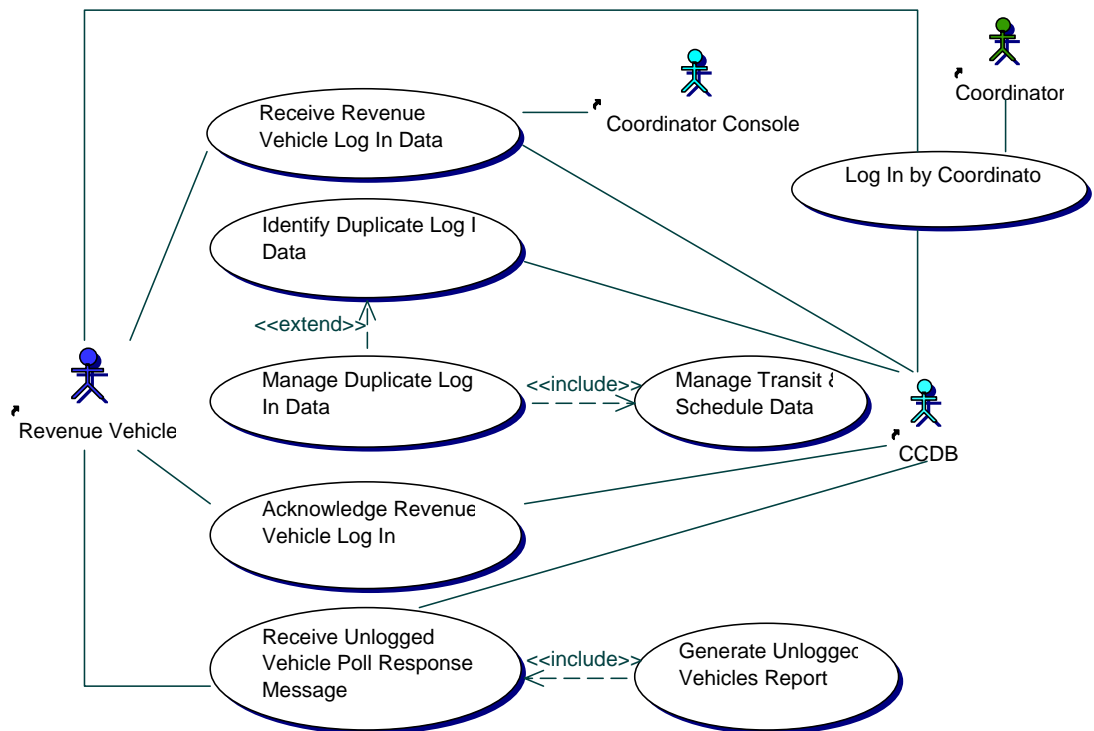 Coordinator
Receive Revenue
Vehicle Log In Data
Coordinator Console
Log In by Coordinato
Identify Duplicate Log I
Data
<<extend>>
Manage Duplicate Log
In Data
<<include>>
Manage Transit &
Schedule Data
Revenue Vehicle
CCDB
Acknowledge Revenue
Vehicle Log In
Receive Unlogged
Vehicle Poll Response
Message
<<include>>
Generate Unlogged
Vehicles Report